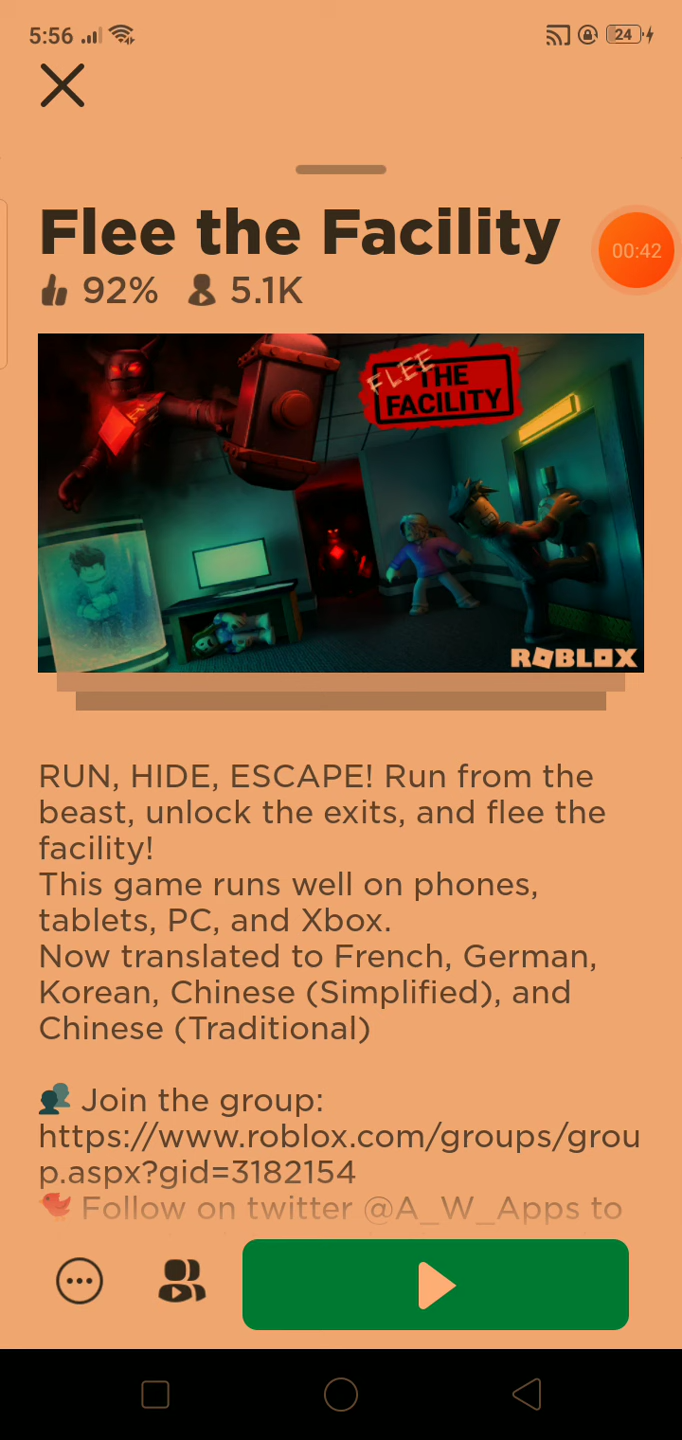 5:56
24
Flee the Facility
00:42
92% 5.1K
FLEE
THE
FACILITY
ROBLOX
RUN, HIDE, ESCAPE! Run from the
beast, unlock the exits, and flee the
facility!
This game runs well on phones,
tablets, PC, and Xbox.
Now translated to French, German,
Korean, Chinese (Simplified), and
Chinese (Traditional)
Join the group:
https://www.roblox.com/groups/grou
p.aspx?gid=3182154
Follow on twitter @A_W_Apps to